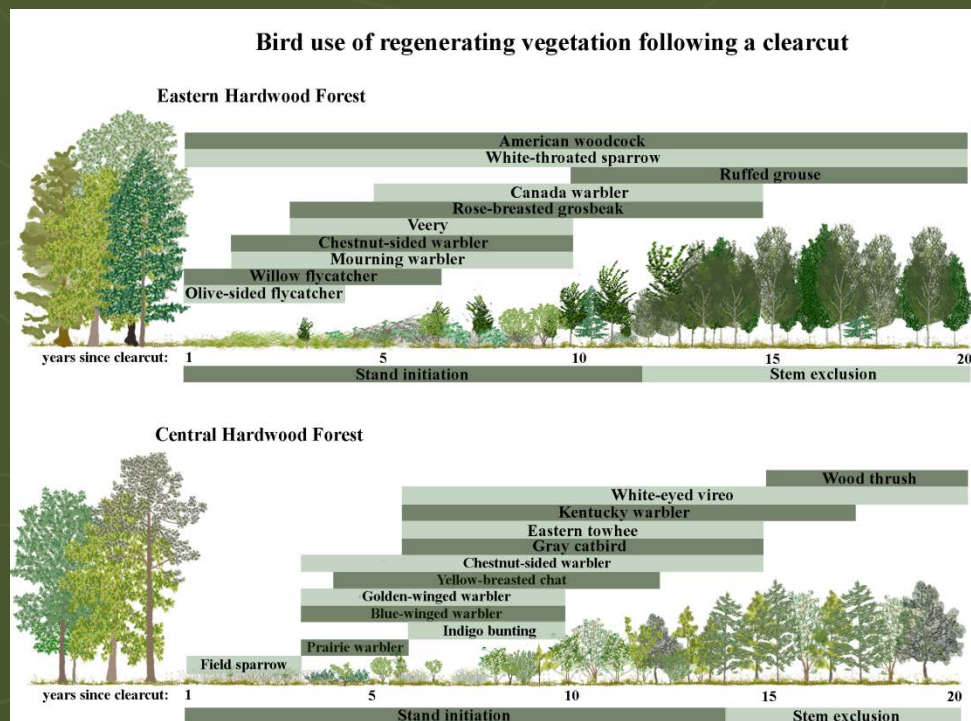 Bird use of regenerating vegetation following a clearcut
Eastern Hardwood Forest
American woodcock
White-throated sparrow
Ruffed grouse
Canada warbler
Rose-breasted grosbeak
Veery
Chestnut-sided warbler
Mourning warbler
Willow flycatcher
Olive-sided flycatcher
years since clearcut: 1 5 10 15 20
Stand initiation Stem exclusion
Central Hardwood Forest
Wood thrush
White-eyed vireo
Kentucky warbler
Eastern towhee
Gray catbird
Chestnut-sided warbler
Yellow-breasted chat
Golden-winged warbler
Blue-winged warbler
Indigo bunting
Prairie warbler
Field sparrow
years since clearcut: 1 5 10 15 20
Stand initiation Stem exclusion